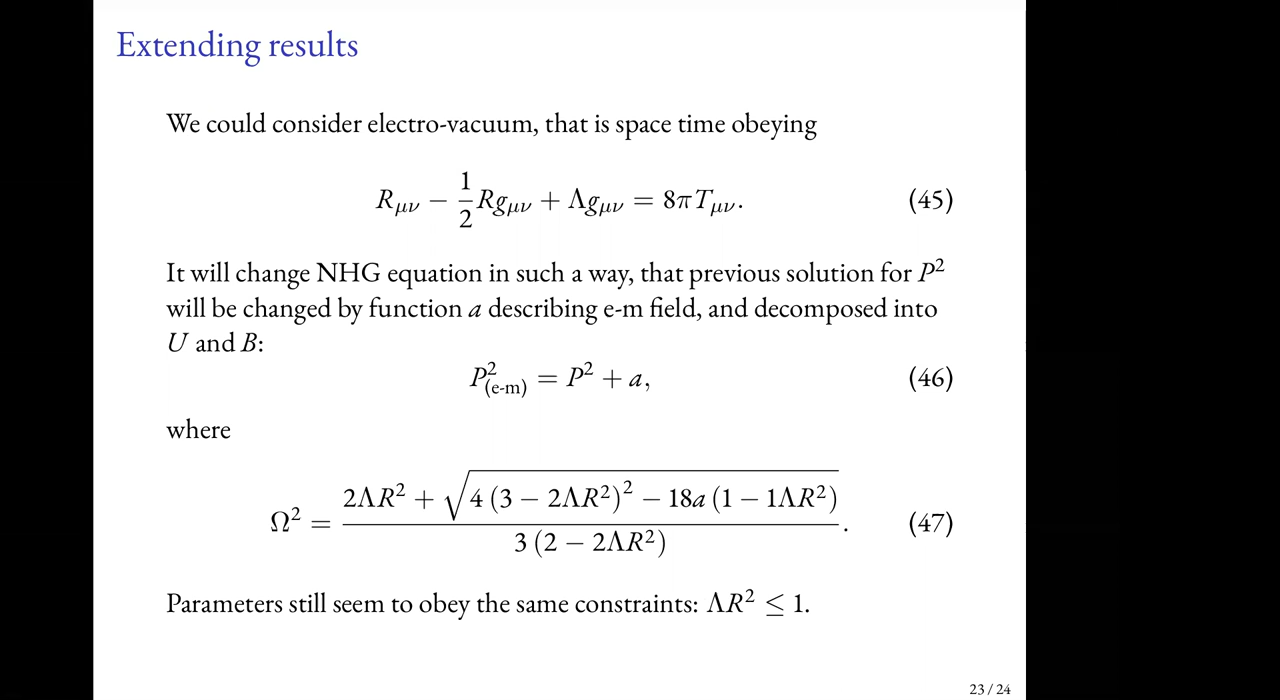 Extending results
We could consider electro-vacuum, that is space time obeying
R_{μν} − \frac{1}{2}Rg_{μν} + Λg_{μν} = 8πT_{μν}. (45)
It will change NHG equation in such a way, that previous solution for P²
will be changed by function a describing e-m field, and decomposed into
U and B:
P²_{(e-m)} = P² + a, (46)
where
Ω² = \frac{2ΛR² + \sqrt{4(3 − 2ΛR²)² − 18a(1 − 1ΛR²)}}{3(2 − 2ΛR²)}. (47)
Parameters still seem to obey the same constraints: ΛR² ≤ 1.
23 / 24